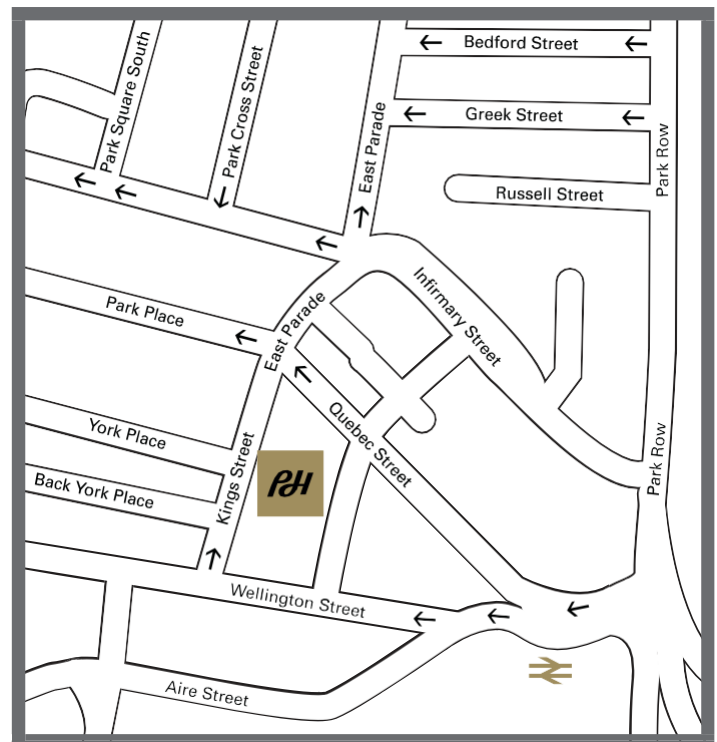 Bedford Street
Park Square South
Park Cross Street
East Parade
Greek Street
Park Row
Russell Street
Infirmary Street
East Parade
Park Place
Quebec Street
York Place
Kings Street
PH
Park Row
Back York Place
Wellington Street
Aire Street